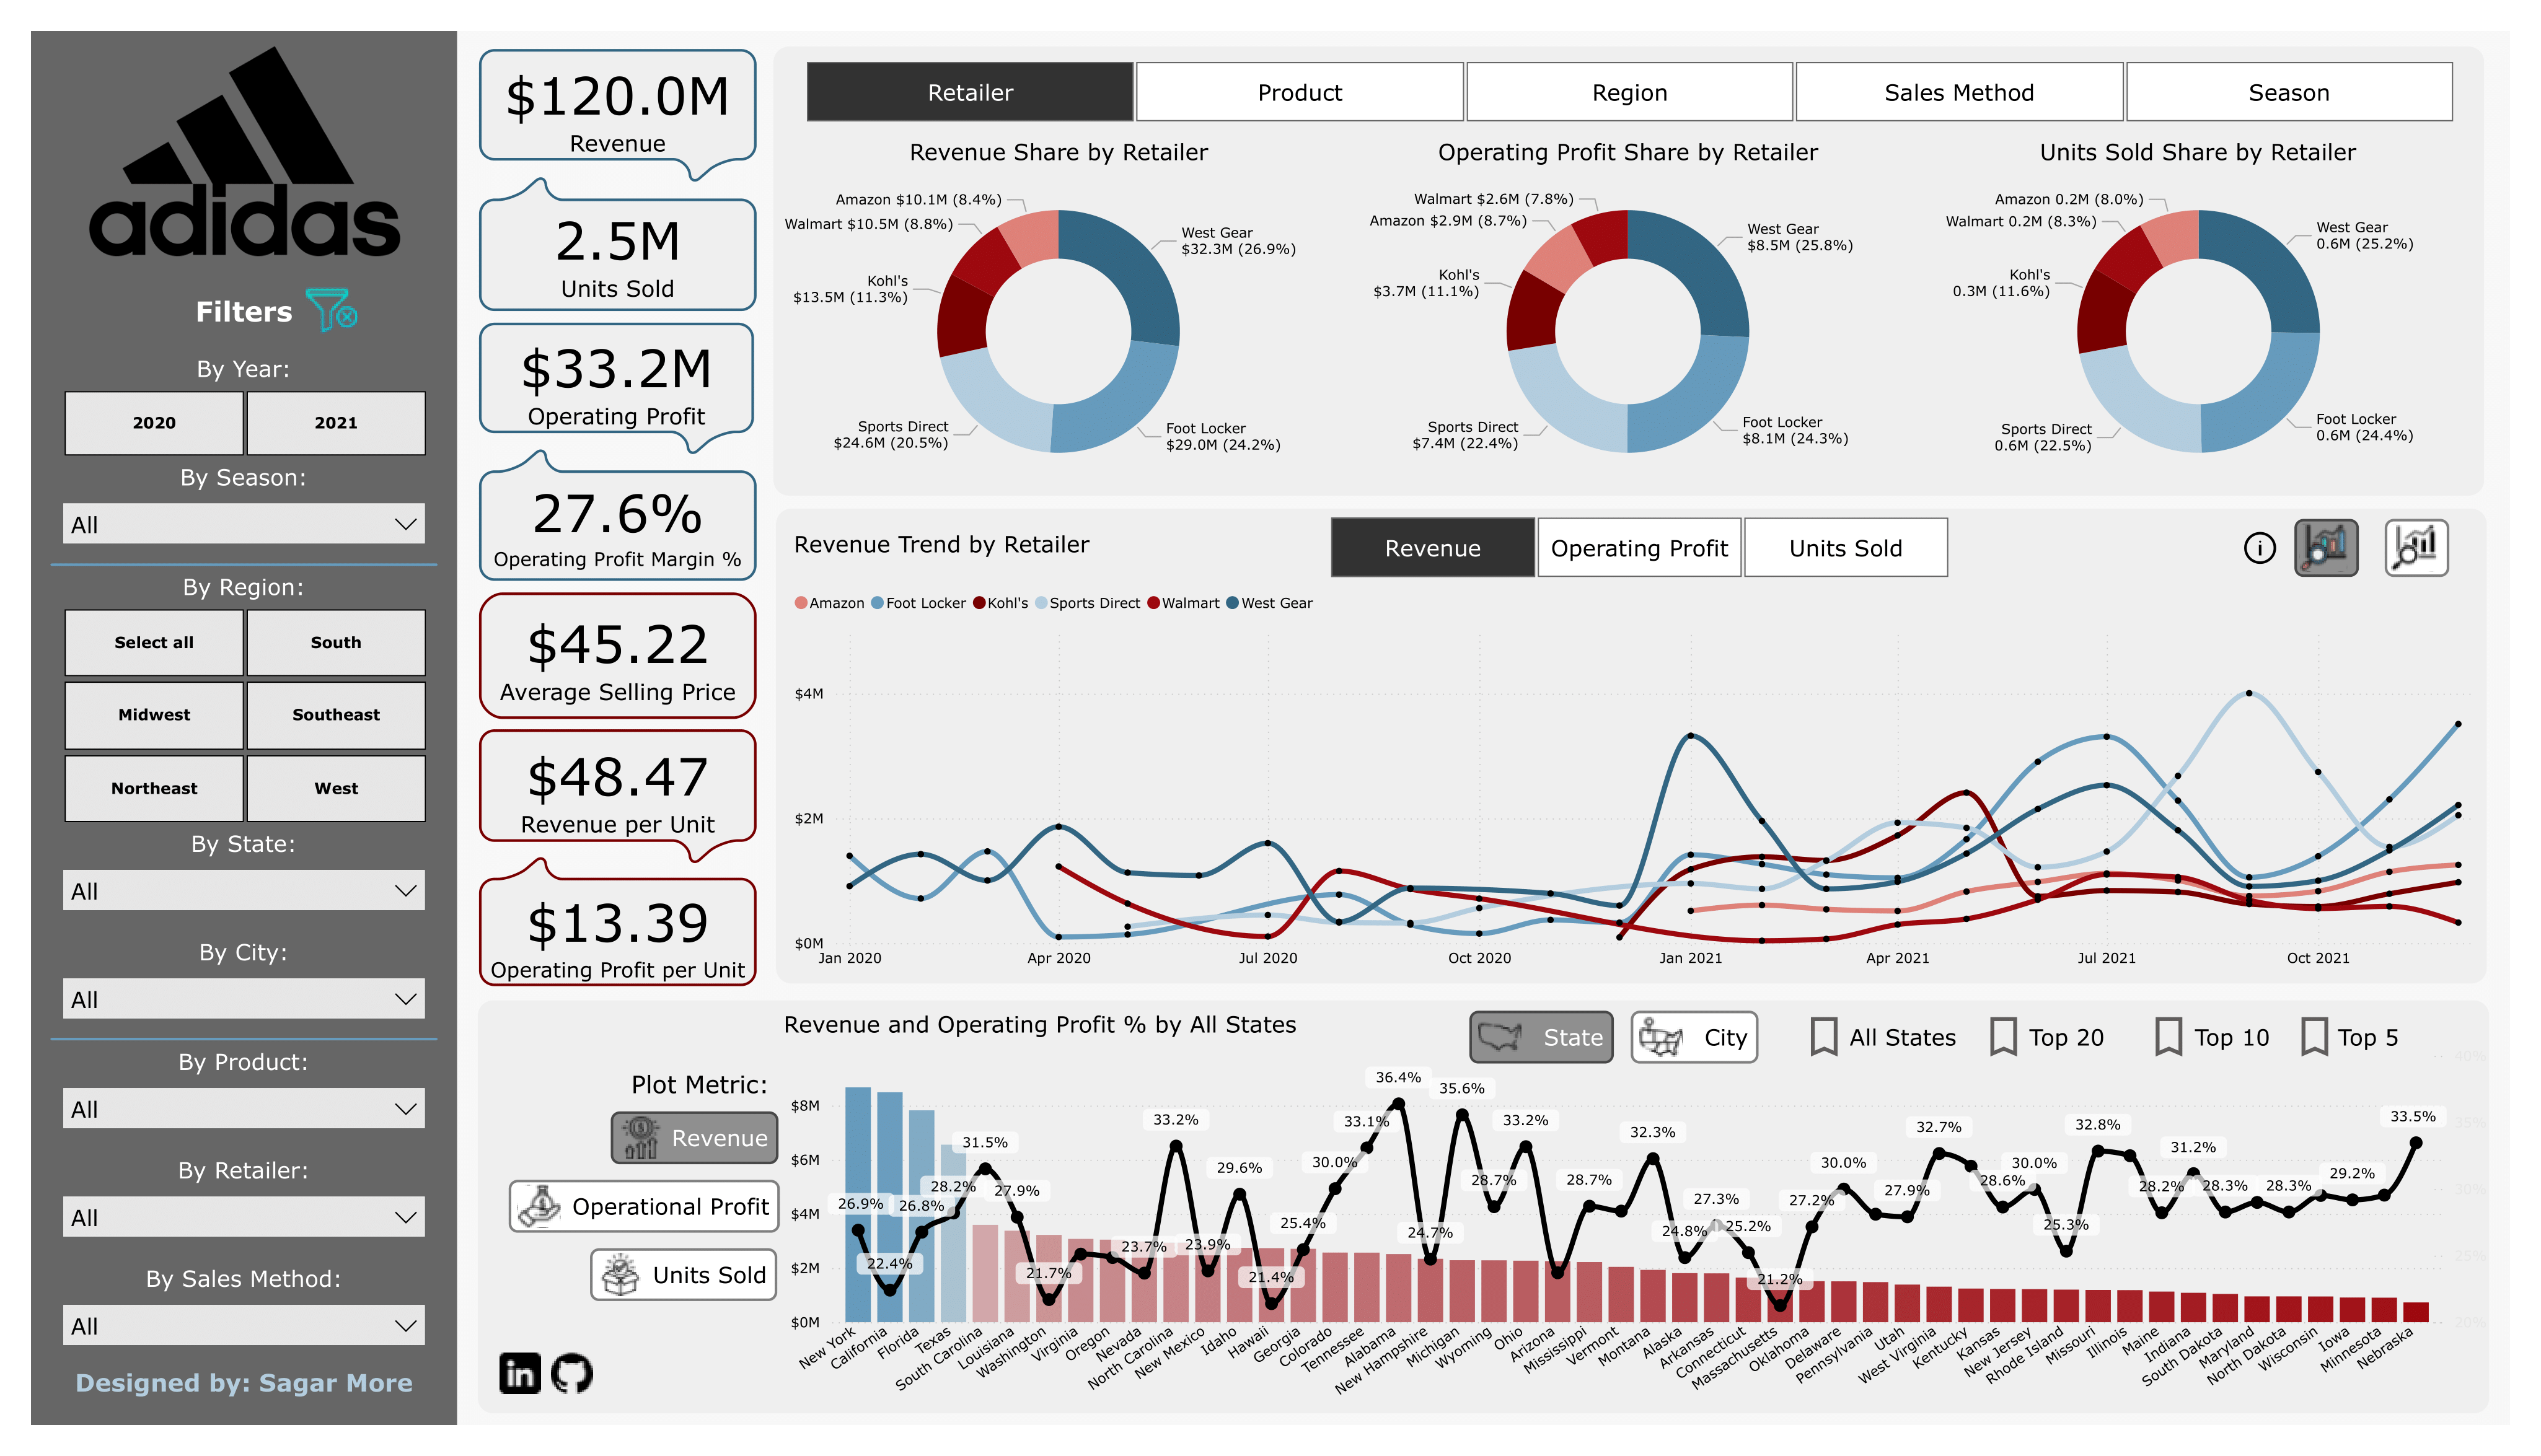 adidas
Filters
By Year:
2020
2021
By Season:
All
By Region:
Select all
South
Midwest
Southeast
Northeast
West
By State:
All
By City:
All
By Product:
All
By Retailer:
All
By Sales Method:
All
Designed by: Sagar More
$120.0M
Revenue
2.5M
Units Sold
$33.2M
Operating Profit
27.6%
Operating Profit Margin %
$45.22
Average Selling Price
$48.47
Revenue per Unit
$13.39
Operating Profit per Unit
Retailer
Product
Region
Sales Method
Season
Revenue Share by Retailer
Amazon $10.1M (8.4%)
Walmart $10.5M (8.8%)
Kohl's
$13.5M (11.3%)
Sports Direct
$24.6M (20.5%)
West Gear
$32.3M (26.9%)
Foot Locker
$29.0M (24.2%)
Operating Profit Share by Retailer
Walmart $2.6M (7.8%)
Amazon $2.9M (8.7%)
Kohl's
$3.7M (11.1%)
Sports Direct
$7.4M (22.4%)
West Gear
$8.5M (25.8%)
Foot Locker
$8.1M (24.3%)
Units Sold Share by Retailer
Amazon 0.2M (8.0%)
Walmart 0.2M (8.3%)
Kohl's
0.3M (11.6%)
Sports Direct
0.6M (22.5%)
West Gear
0.6M (25.2%)
Foot Locker
0.6M (24.4%)
Revenue Trend by Retailer
Revenue
Operating Profit
Units Sold
i
Amazon Foot Locker Kohl's Sports Direct Walmart West Gear
$4M
$2M
$0M
Jan 2020
Apr 2020
Jul 2020
Oct 2020
Jan 2021
Apr 2021
Jul 2021
Oct 2021
Revenue and Operating Profit % by All States
State
City
All States
Top 20
Top 10
Top 5
Plot Metric:
Revenue
Operational Profit
Units Sold
in
$8M
$6M
$4M
$2M
$0M
40%
35%
30%
25%
20%
26.9%
22.4%
26.8%
28.2%
31.5%
27.9%
21.7%
23.7%
33.2%
23.9%
29.6%
21.4%
25.4%
30.0%
33.1%
36.4%
24.7%
35.6%
28.7%
33.2%
28.7%
32.3%
24.8%
27.3%
25.2%
21.2%
27.2%
30.0%
27.9%
32.7%
28.6%
30.0%
25.3%
32.8%
28.2%
31.2%
28.3%
28.3%
29.2%
33.5%
New York
California
Florida
Texas
South Carolina
Louisiana
Washington
Virginia
Oregon
Nevada
North Carolina
New Mexico
Idaho
Hawaii
Georgia
Colorado
Tennessee
Alabama
New Hampshire
Michigan
Wyoming
Ohio
Arizona
Mississippi
Vermont
Montana
Alaska
Arkansas
Connecticut
Massachusetts
Oklahoma
Delaware
Pennsylvania
Utah
West Virginia
Kentucky
Kansas
New Jersey
Rhode Island
Missouri
Illinois
Maine
Indiana
South Dakota
Maryland
North Dakota
Wisconsin
Iowa
Minnesota
Nebraska